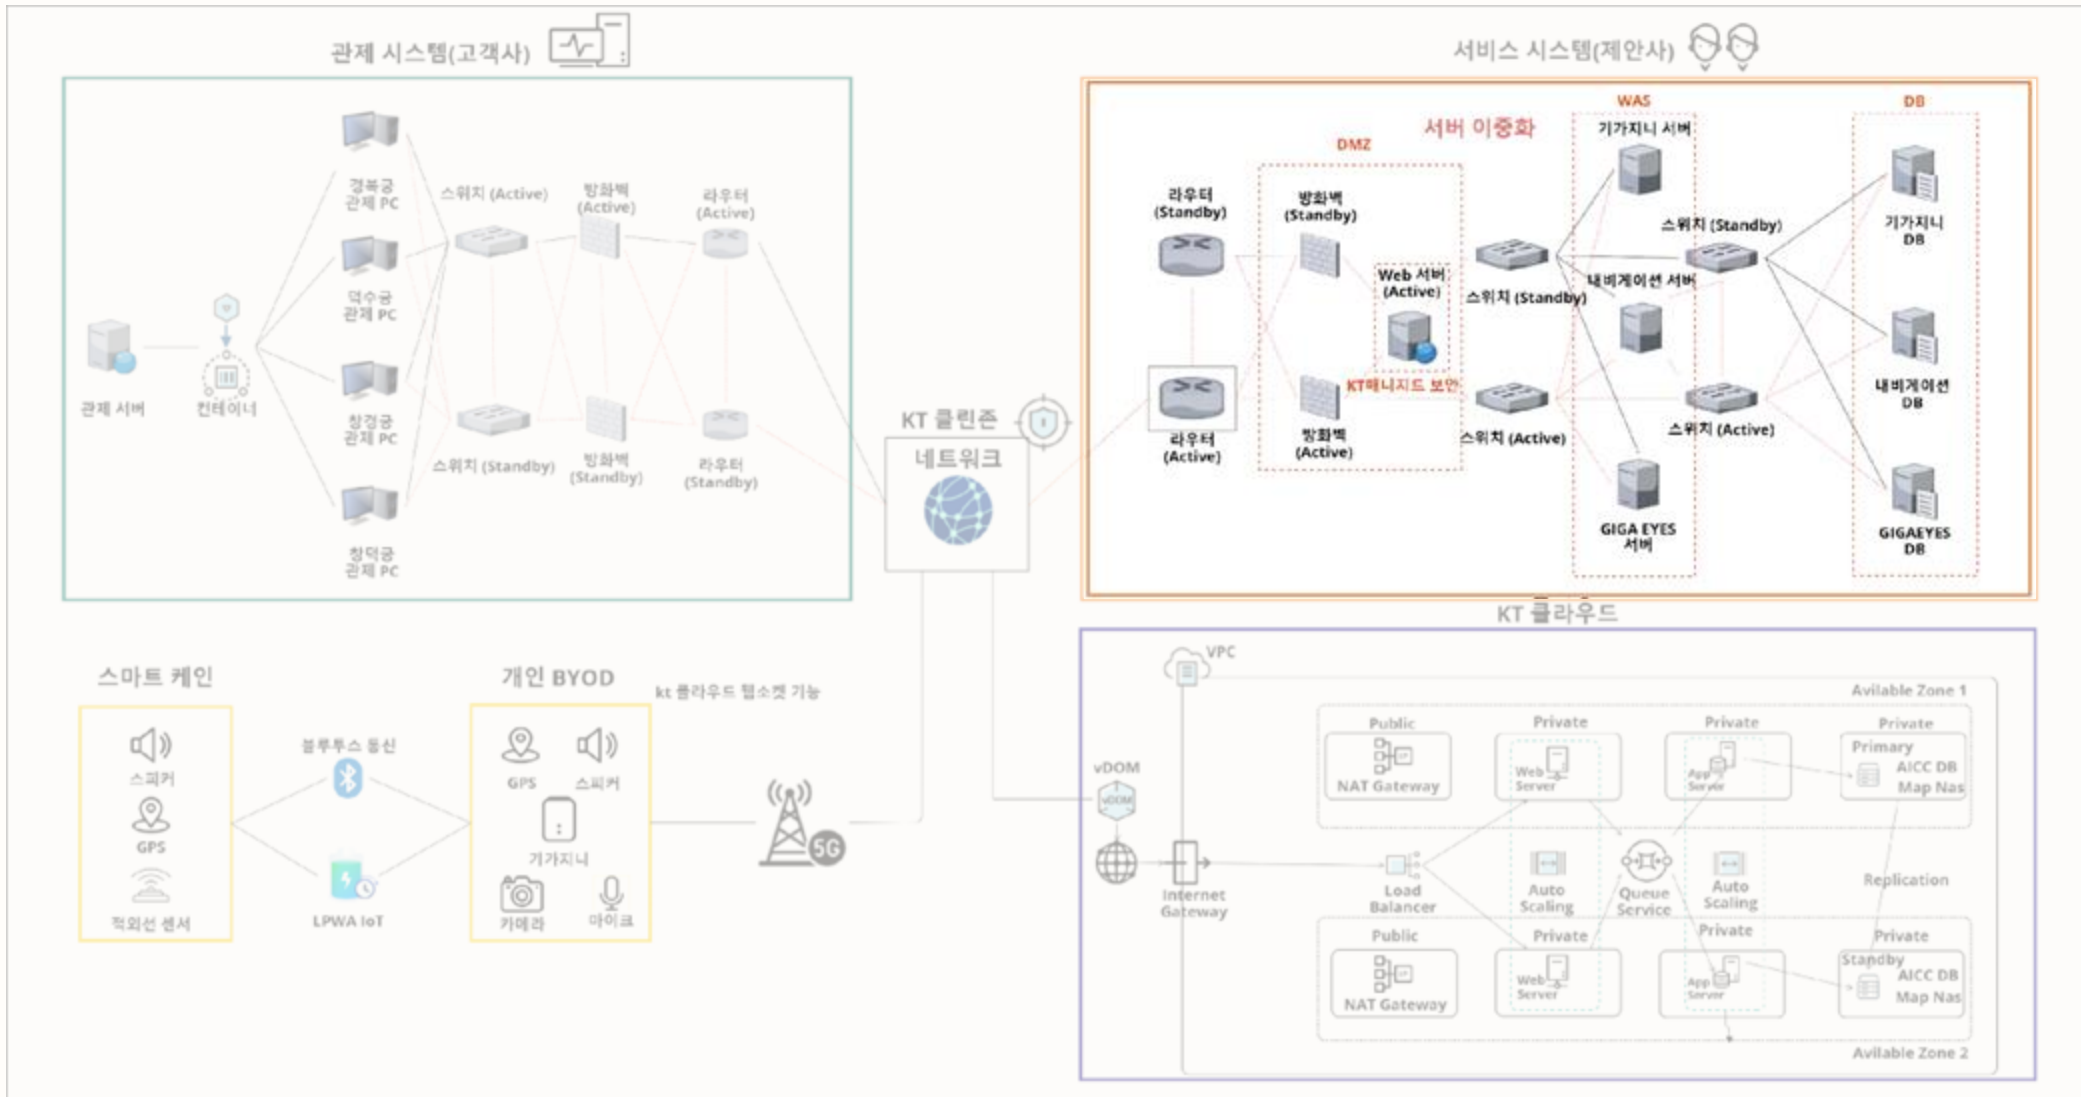 관제 시스템(고객사)
경복궁
관제 PC
덕수궁
관제 PC
창경궁
관제 PC
창덕궁
관제 PC
관제 서버
컨테이너
스위치 (Active)
방화벽
(Active)
라우터
(Active)
스위치 (Standby)
방화벽
(Standby)
라우터
(Standby)
KT 클린존
네트워크
서비스 시스템(제안사)
서버 이중화
DMZ
WAS
DB
라우터
(Standby)
방화벽
(Standby)
Web 서버
(Active)
KT매니지드 보안
라우터
(Active)
방화벽
(Active)
스위치 (Standby)
스위치 (Active)
기가지니 서버
내비게이션 서버
GIGA EYES
서버
스위치 (Standby)
스위치 (Active)
기가지니
DB
내비게이션
DB
GIGAEYES
DB
스마트 케인
스피커
GPS
적외선 센서
블루투스 통신
LPWA IoT
개인 BYOD
GPS
스피커
기가지니
카메라
마이크
kt 클라우드 웹소켓 기능
5G
KT 클라우드
VPC
vDOM
vDOM
Internet
Gateway
Load
Balancer
Avilable Zone 1
Public
NAT Gateway
Private
Web
Server
Private
App
Server
Private
Primary
AICC DB
Map Nas
Auto
Scaling
Queue
Service
Auto
Scaling
Replication
Public
NAT Gateway
Private
Web
Server
Private
App
Server
Private
Standby
AICC DB
Map Nas
Avilable Zone 2